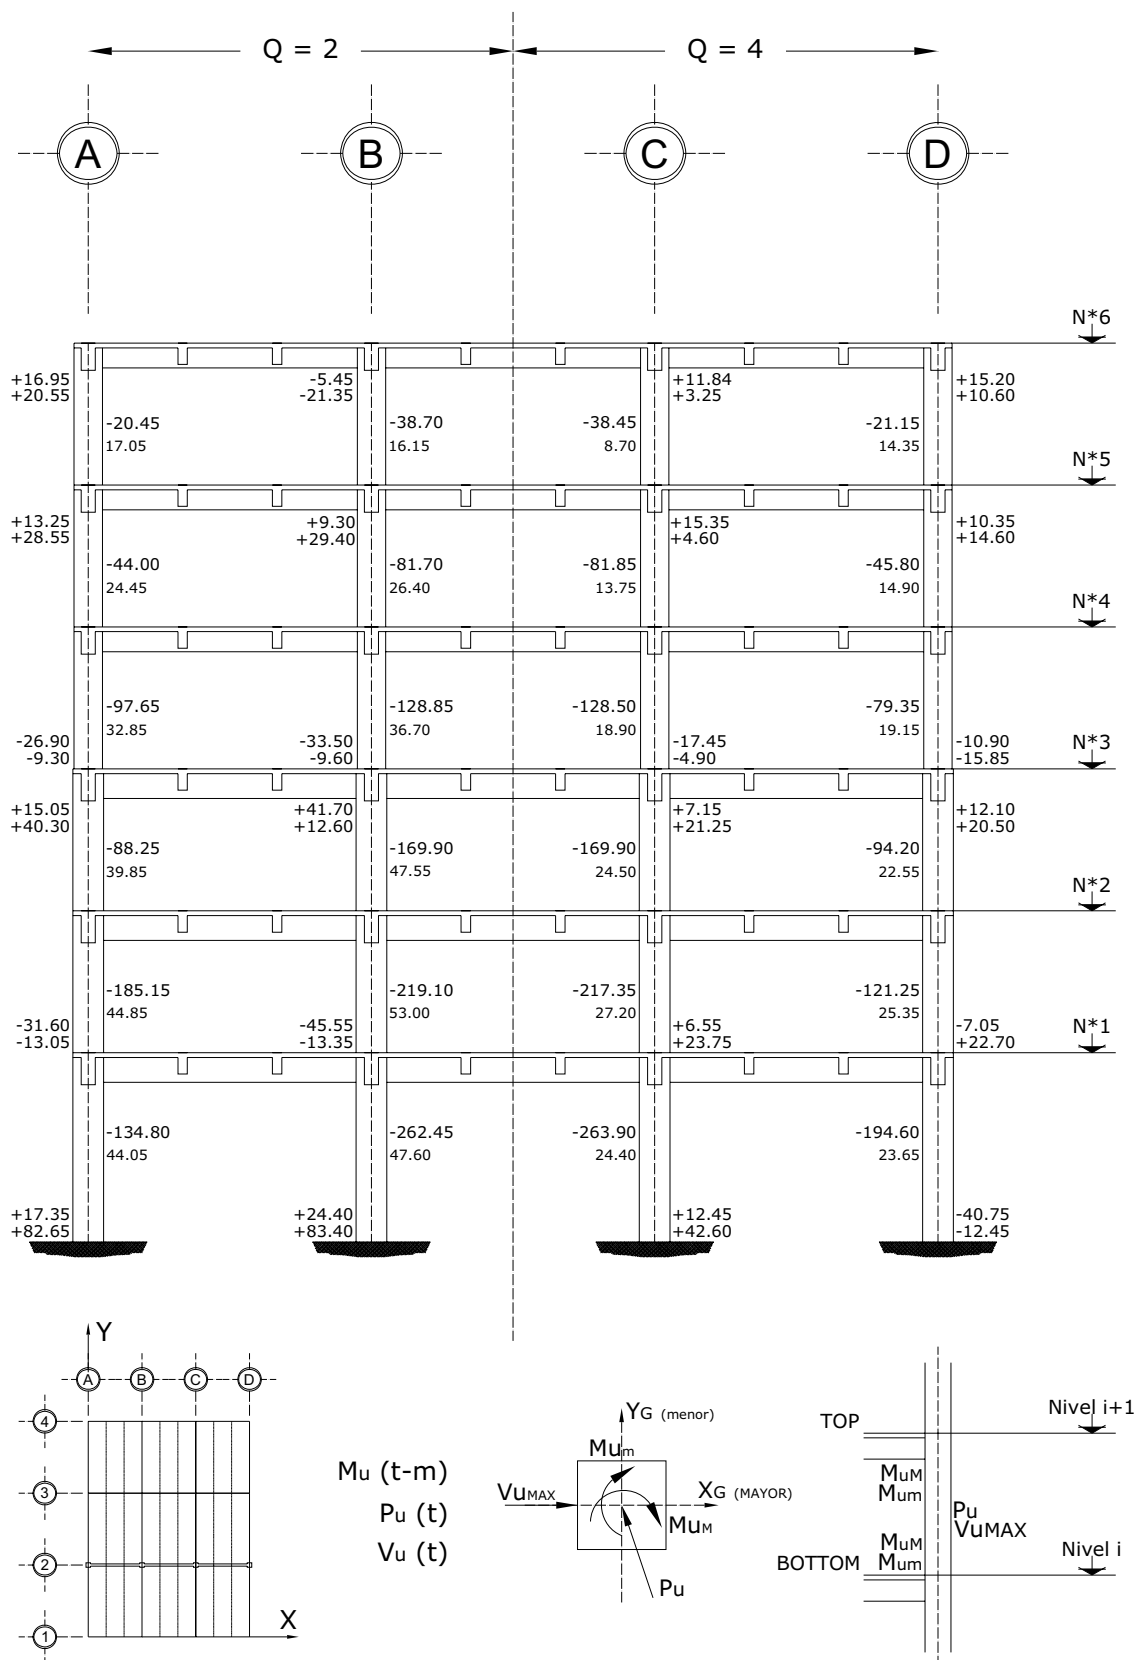 Q = 2
Q = 4
A
B
C
D
N*6
+16.95
+20.55
-5.45
-21.35
+11.84
+3.25
+15.20
+10.60
-20.45
17.05
-38.70
16.15
-38.45
8.70
-21.15
14.35
N*5
+13.25
+28.55
+9.30
+29.40
+15.35
+4.60
+10.35
+14.60
-44.00
24.45
-81.70
26.40
-81.85
13.75
-45.80
14.90
N*4
-97.65
32.85
-128.85
36.70
-128.50
18.90
-79.35
19.15
-26.90
-9.30
-33.50
-9.60
-17.45
-4.90
-10.90
-15.85
N*3
+15.05
+40.30
+41.70
+12.60
+7.15
+21.25
+12.10
+20.50
-88.25
39.85
-169.90
47.55
-169.90
24.50
-94.20
22.55
N*2
-185.15
44.85
-219.10
53.00
-217.35
27.20
-121.25
25.35
-31.60
-13.05
-45.55
-13.35
+6.55
+23.75
-7.05
+22.70
N*1
-134.80
44.05
-262.45
47.60
-263.90
24.40
-194.60
23.65
+17.35
+82.65
+24.40
+83.40
+12.45
+42.60
-40.75
-12.45
Y
A
B
C
D
4
3
2
1
X
Mu (t-m)
Pu (t)
Vu (t)
YG (menor)
Mum
VuMAX
XG (MAYOR)
MuM
Pu
TOP
Nivel i+1
MuM
Mum
Pu
VuMAX
MuM
Mum
BOTTOM
Nivel i